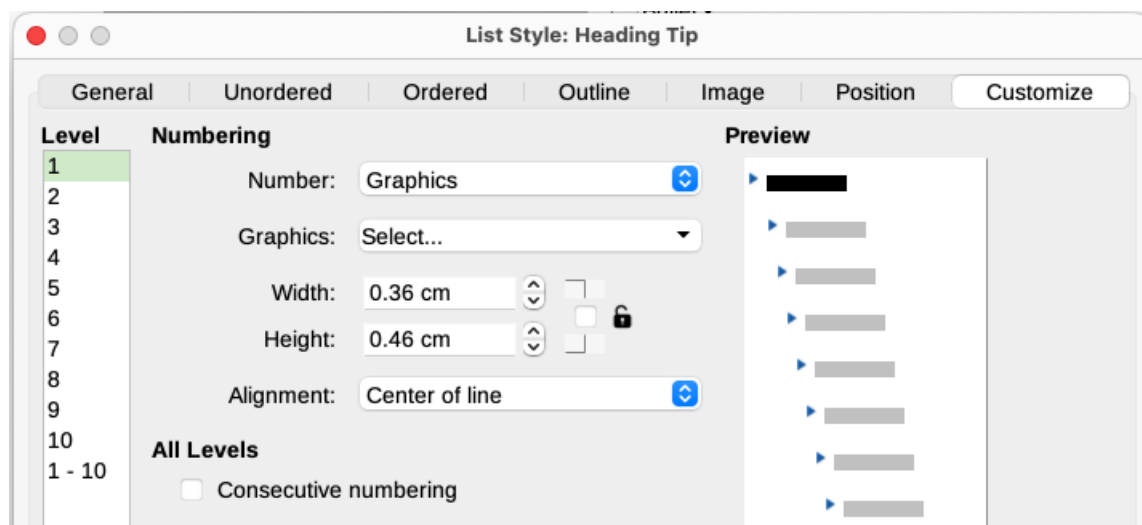 List Style: Heading Tip
General Unordered Ordered Outline Image Position Customize
Level
1
2
3
4
5
6
7
8
9
10
1 - 10
Numbering
Number: Graphics
Graphics: Select...
Width: 0.36 cm
Height: 0.46 cm
Alignment: Center of line
All Levels
Consecutive numbering
Preview